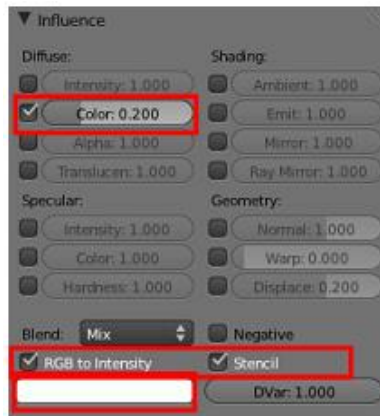 Influence
Diffuse: Shading:
Intensity: 1.000 Ambient: 1.000
Color: 0.200 Emit: 1.000
Alpha: 1.000 Mirror: 1.000
Translucen: 1.000 Ray Mirror: 1.000
Specular: Geometry:
Intensity: 1.000 Normal: 1.000
Color: 1.000 Warp: 0.000
Hardness: 1.000 Displace: 0.200
Blend: Mix Negative
RGB to Intensity Stencil
DVar: 1.000